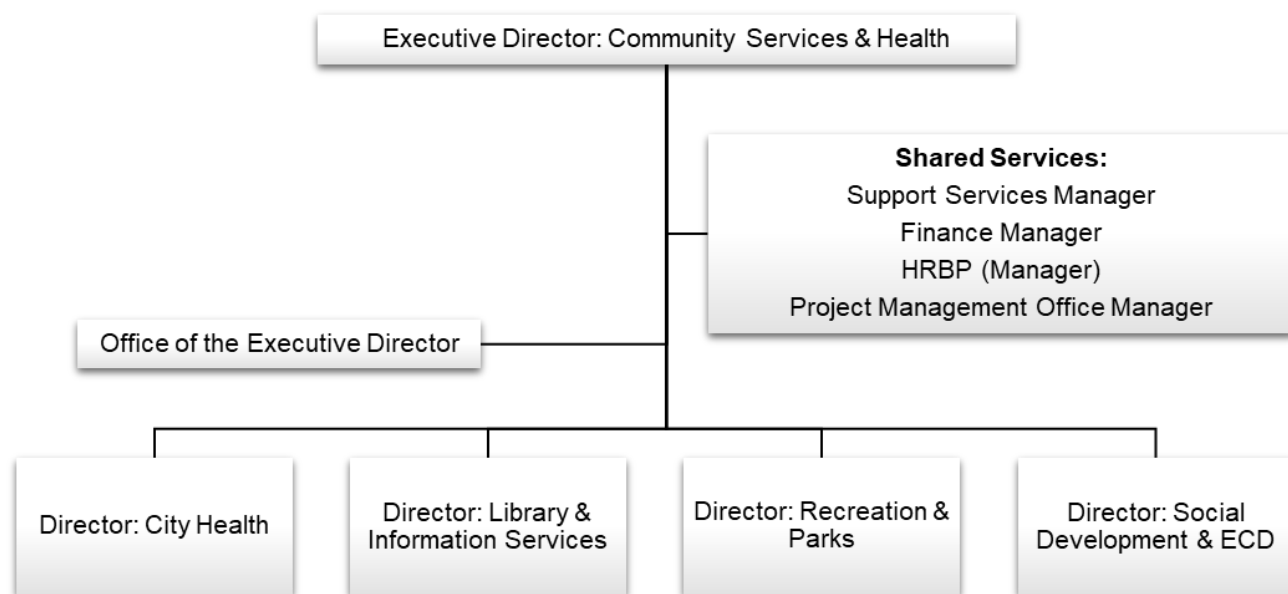 Executive Director: Community Services & Health
Shared Services:
Support Services Manager
Finance Manager
HRBP (Manager)
Project Management Office Manager
Office of the Executive Director
Director: City Health
Director: Library &
Information Services
Director: Recreation &
Parks
Director: Social
Development & ECD